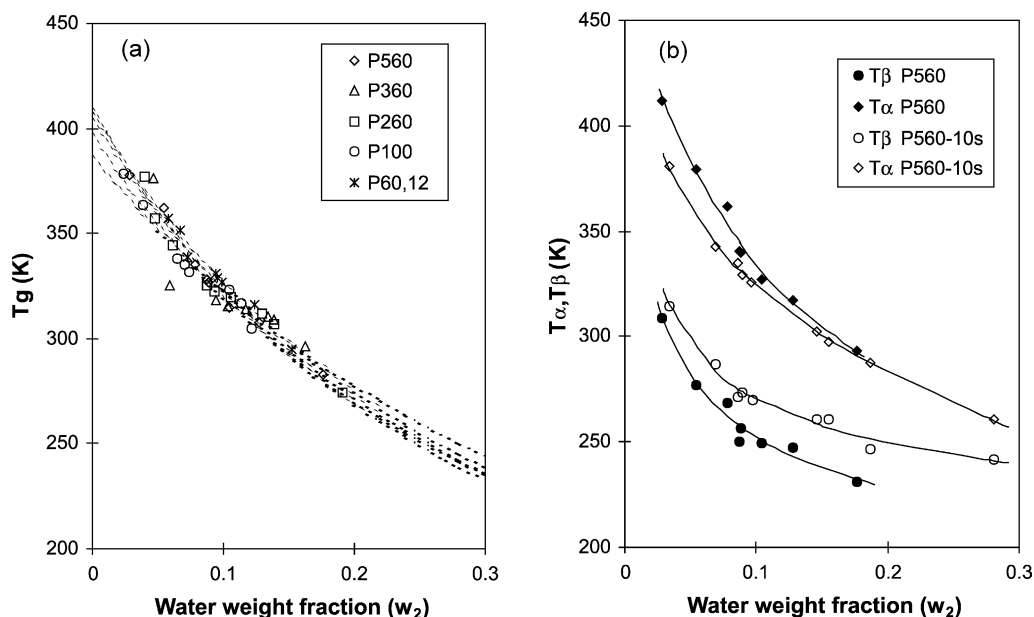 (a)
P560
P360
P260
P100
P60,12
450
400
350
300
250
200
0
0.1
0.2
0.3
Tg (K)
Water weight fraction (w₂)
(b)
Tβ P560
Tα P560
Tβ P560-10s
Tα P560-10s
450
400
350
300
250
200
0
0.1
0.2
0.3
Tα,Tβ (K)
Water weight fraction (w₂)